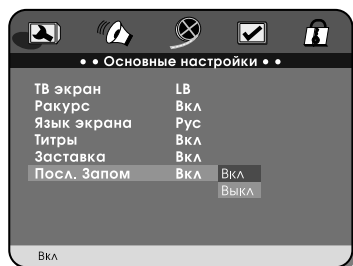 • • Основные настройки • •
ТВ экран LB
Ракурс Вкл
Язык экрана Рус
Титры Вкл
Заставка Вкл
Посл. Запом Вкл Вкл
Выкл
Вкл